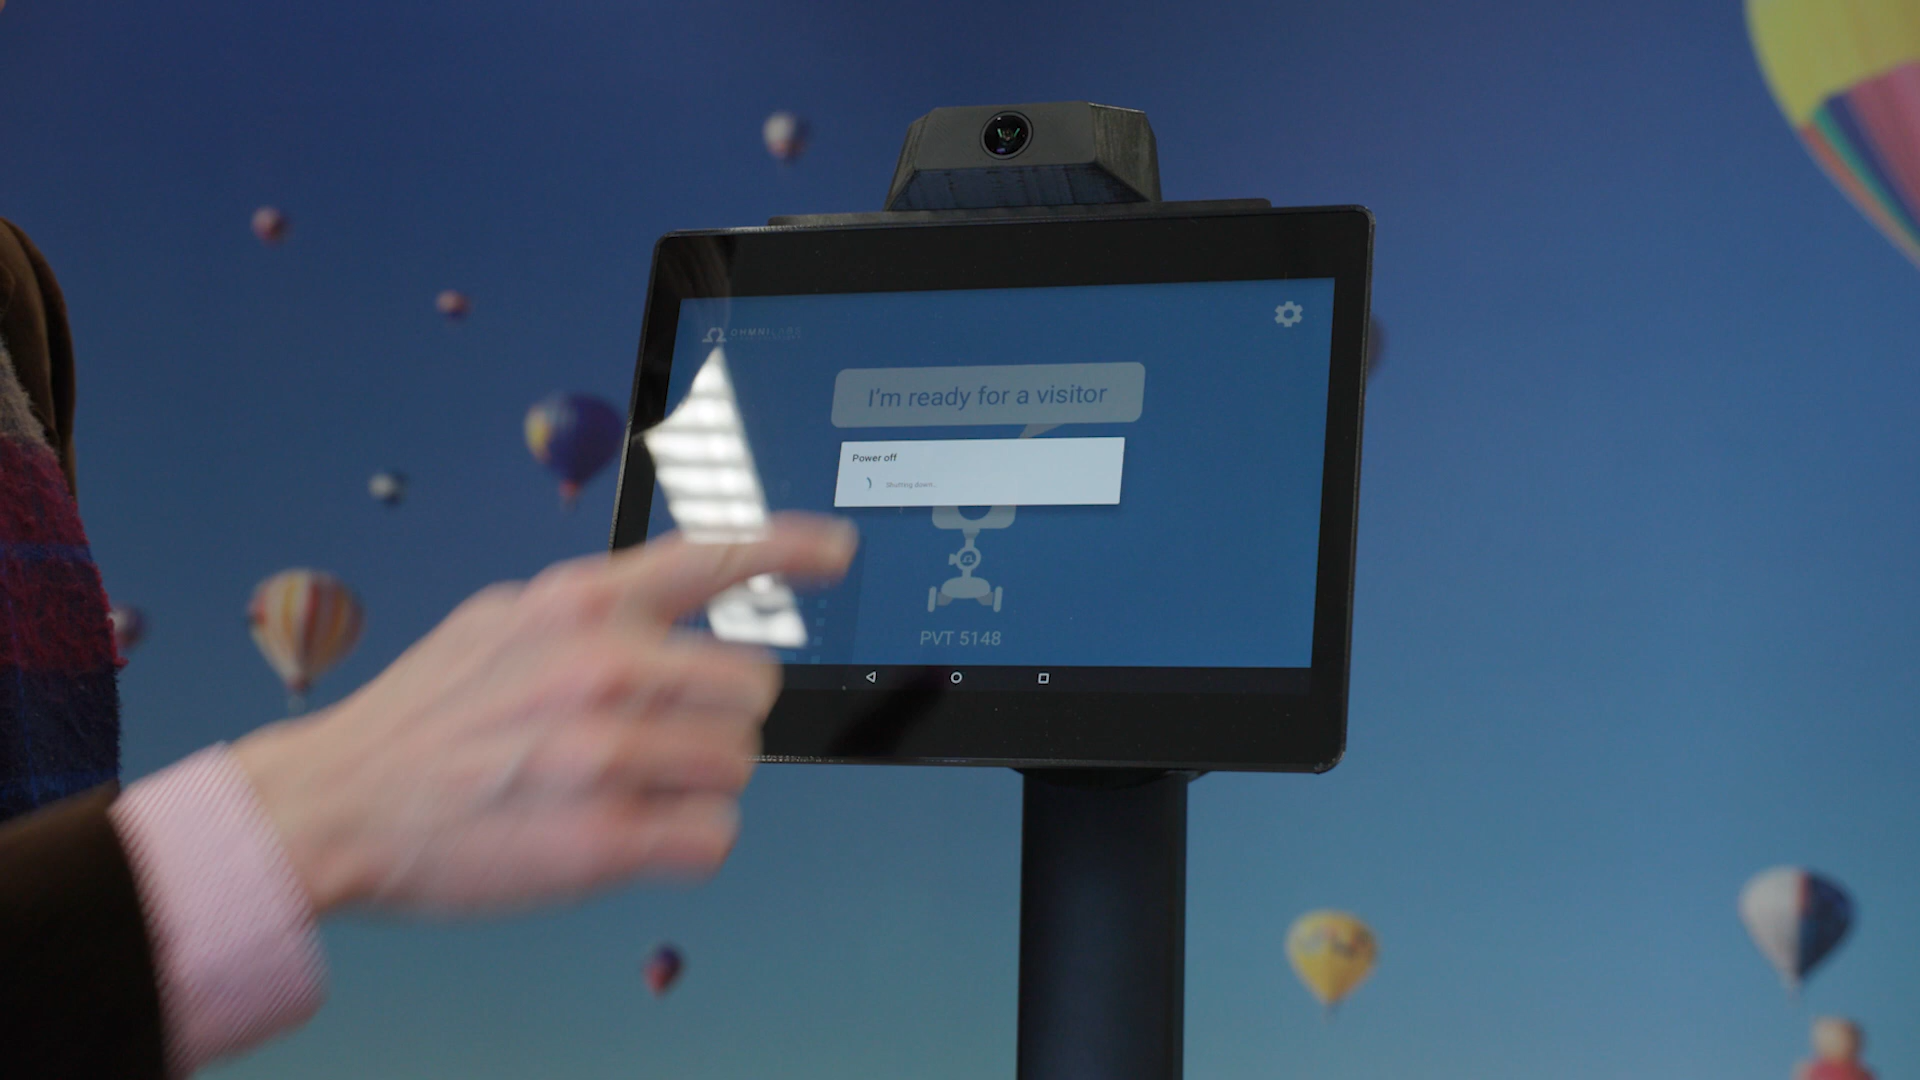 OHMNILABS
I'm ready for a visitor
Power off
Shutting down...
PVT 5148